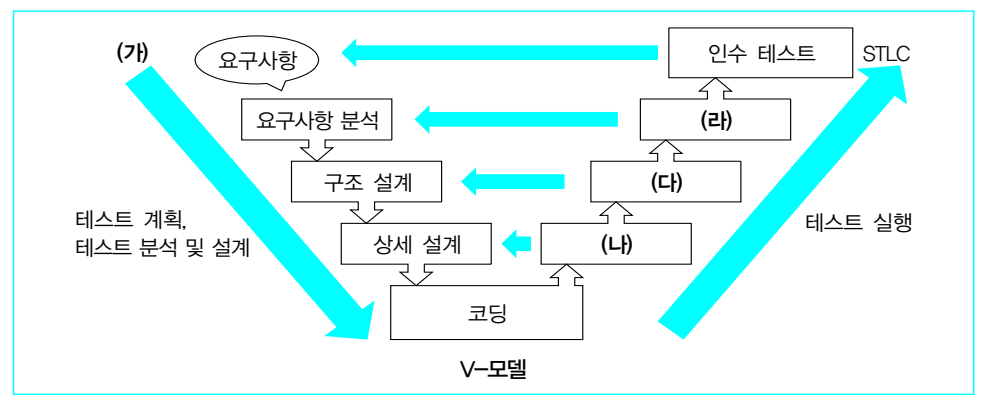 (가)
요구사항
인수 테스트
STLC
요구사항 분석
(라)
구조 설계
(다)
테스트 계획,
테스트 분석 및 설계
상세 설계
(나)
테스트 실행
코딩
V-모델